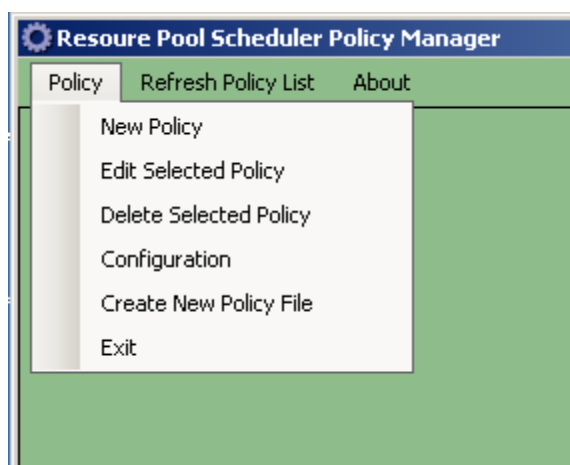 Resoure Pool Scheduler Policy Manager
Policy Refresh Policy List About
New Policy
Edit Selected Policy
Delete Selected Policy
Configuration
Create New Policy File
Exit